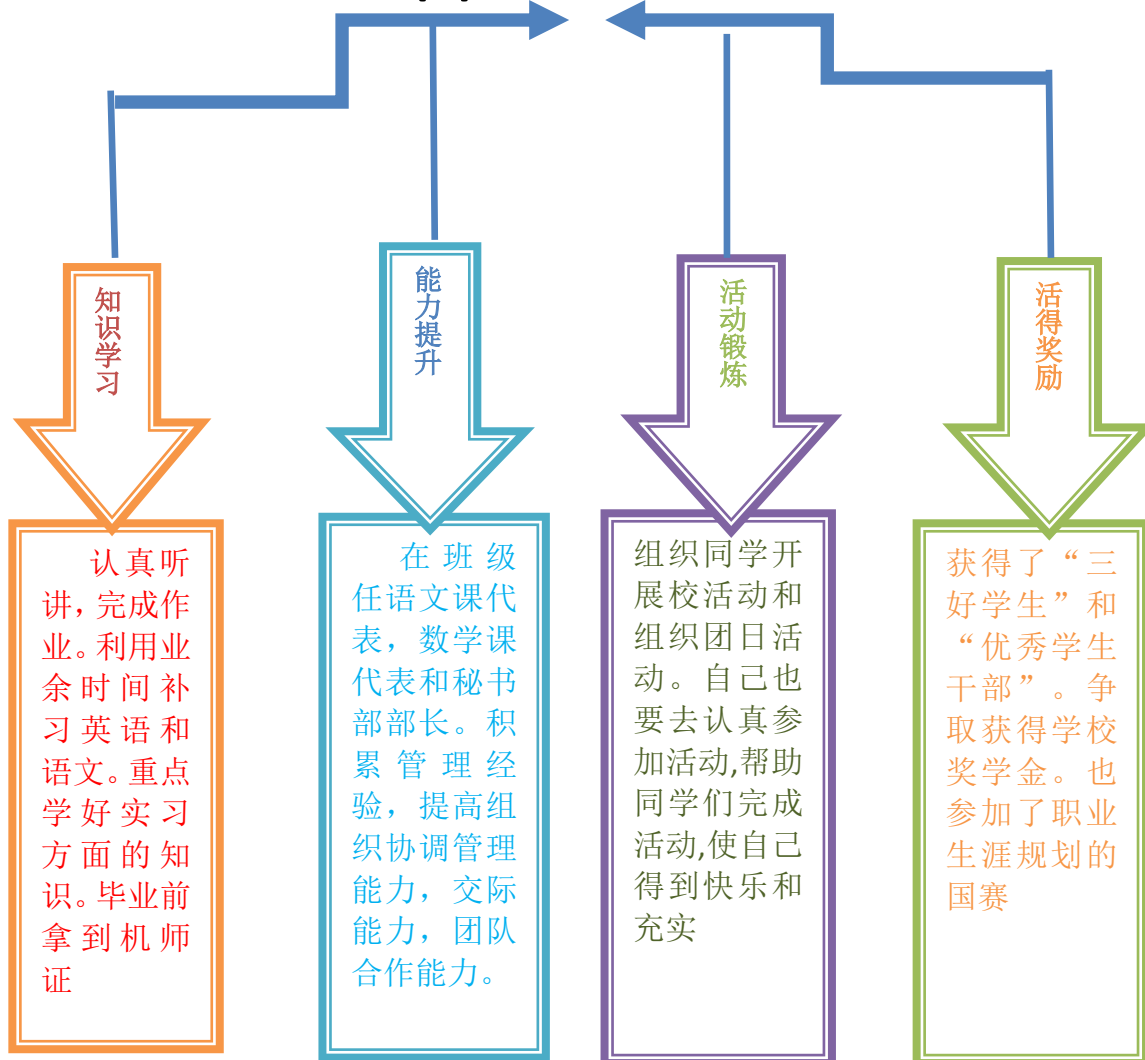 知识学习
能力提升
活动锻炼
活得奖励
认真听
讲，完成作
业。利用业
余时间补
习英语和
语文。重点
学好实习
方面的知
识。毕业前
拿到机师
证
在班级
任语文课代
表，数学课
代表和秘书
部部长。积
累管理经
验，提高组
织协调管理
能力，交际
能力，团队
合作能力。
组织同学开
展校活动和
组织团日活
动。自己也
要去认真参
加活动,帮助
同学们完成
活动,使自己
得到快乐和
充实
获得了“三
好学生”和
“优秀学生
干部”。争
取获得学校
奖学金。也
参加了职业
生涯规划的
国赛